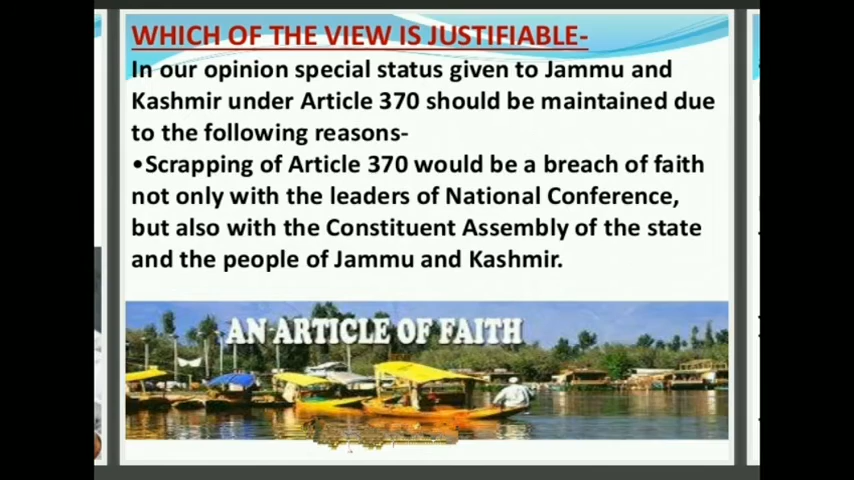 WHICH OF THE VIEW IS JUSTIFIABLE-
In our opinion special status given to Jammu and
Kashmir under Article 370 should be maintained due
to the following reasons-
•Scrapping of Article 370 would be a breach of faith
not only with the leaders of National Conference,
but also with the Constituent Assembly of the state
and the people of Jammu and Kashmir.
AN ARTICLE OF FAITH